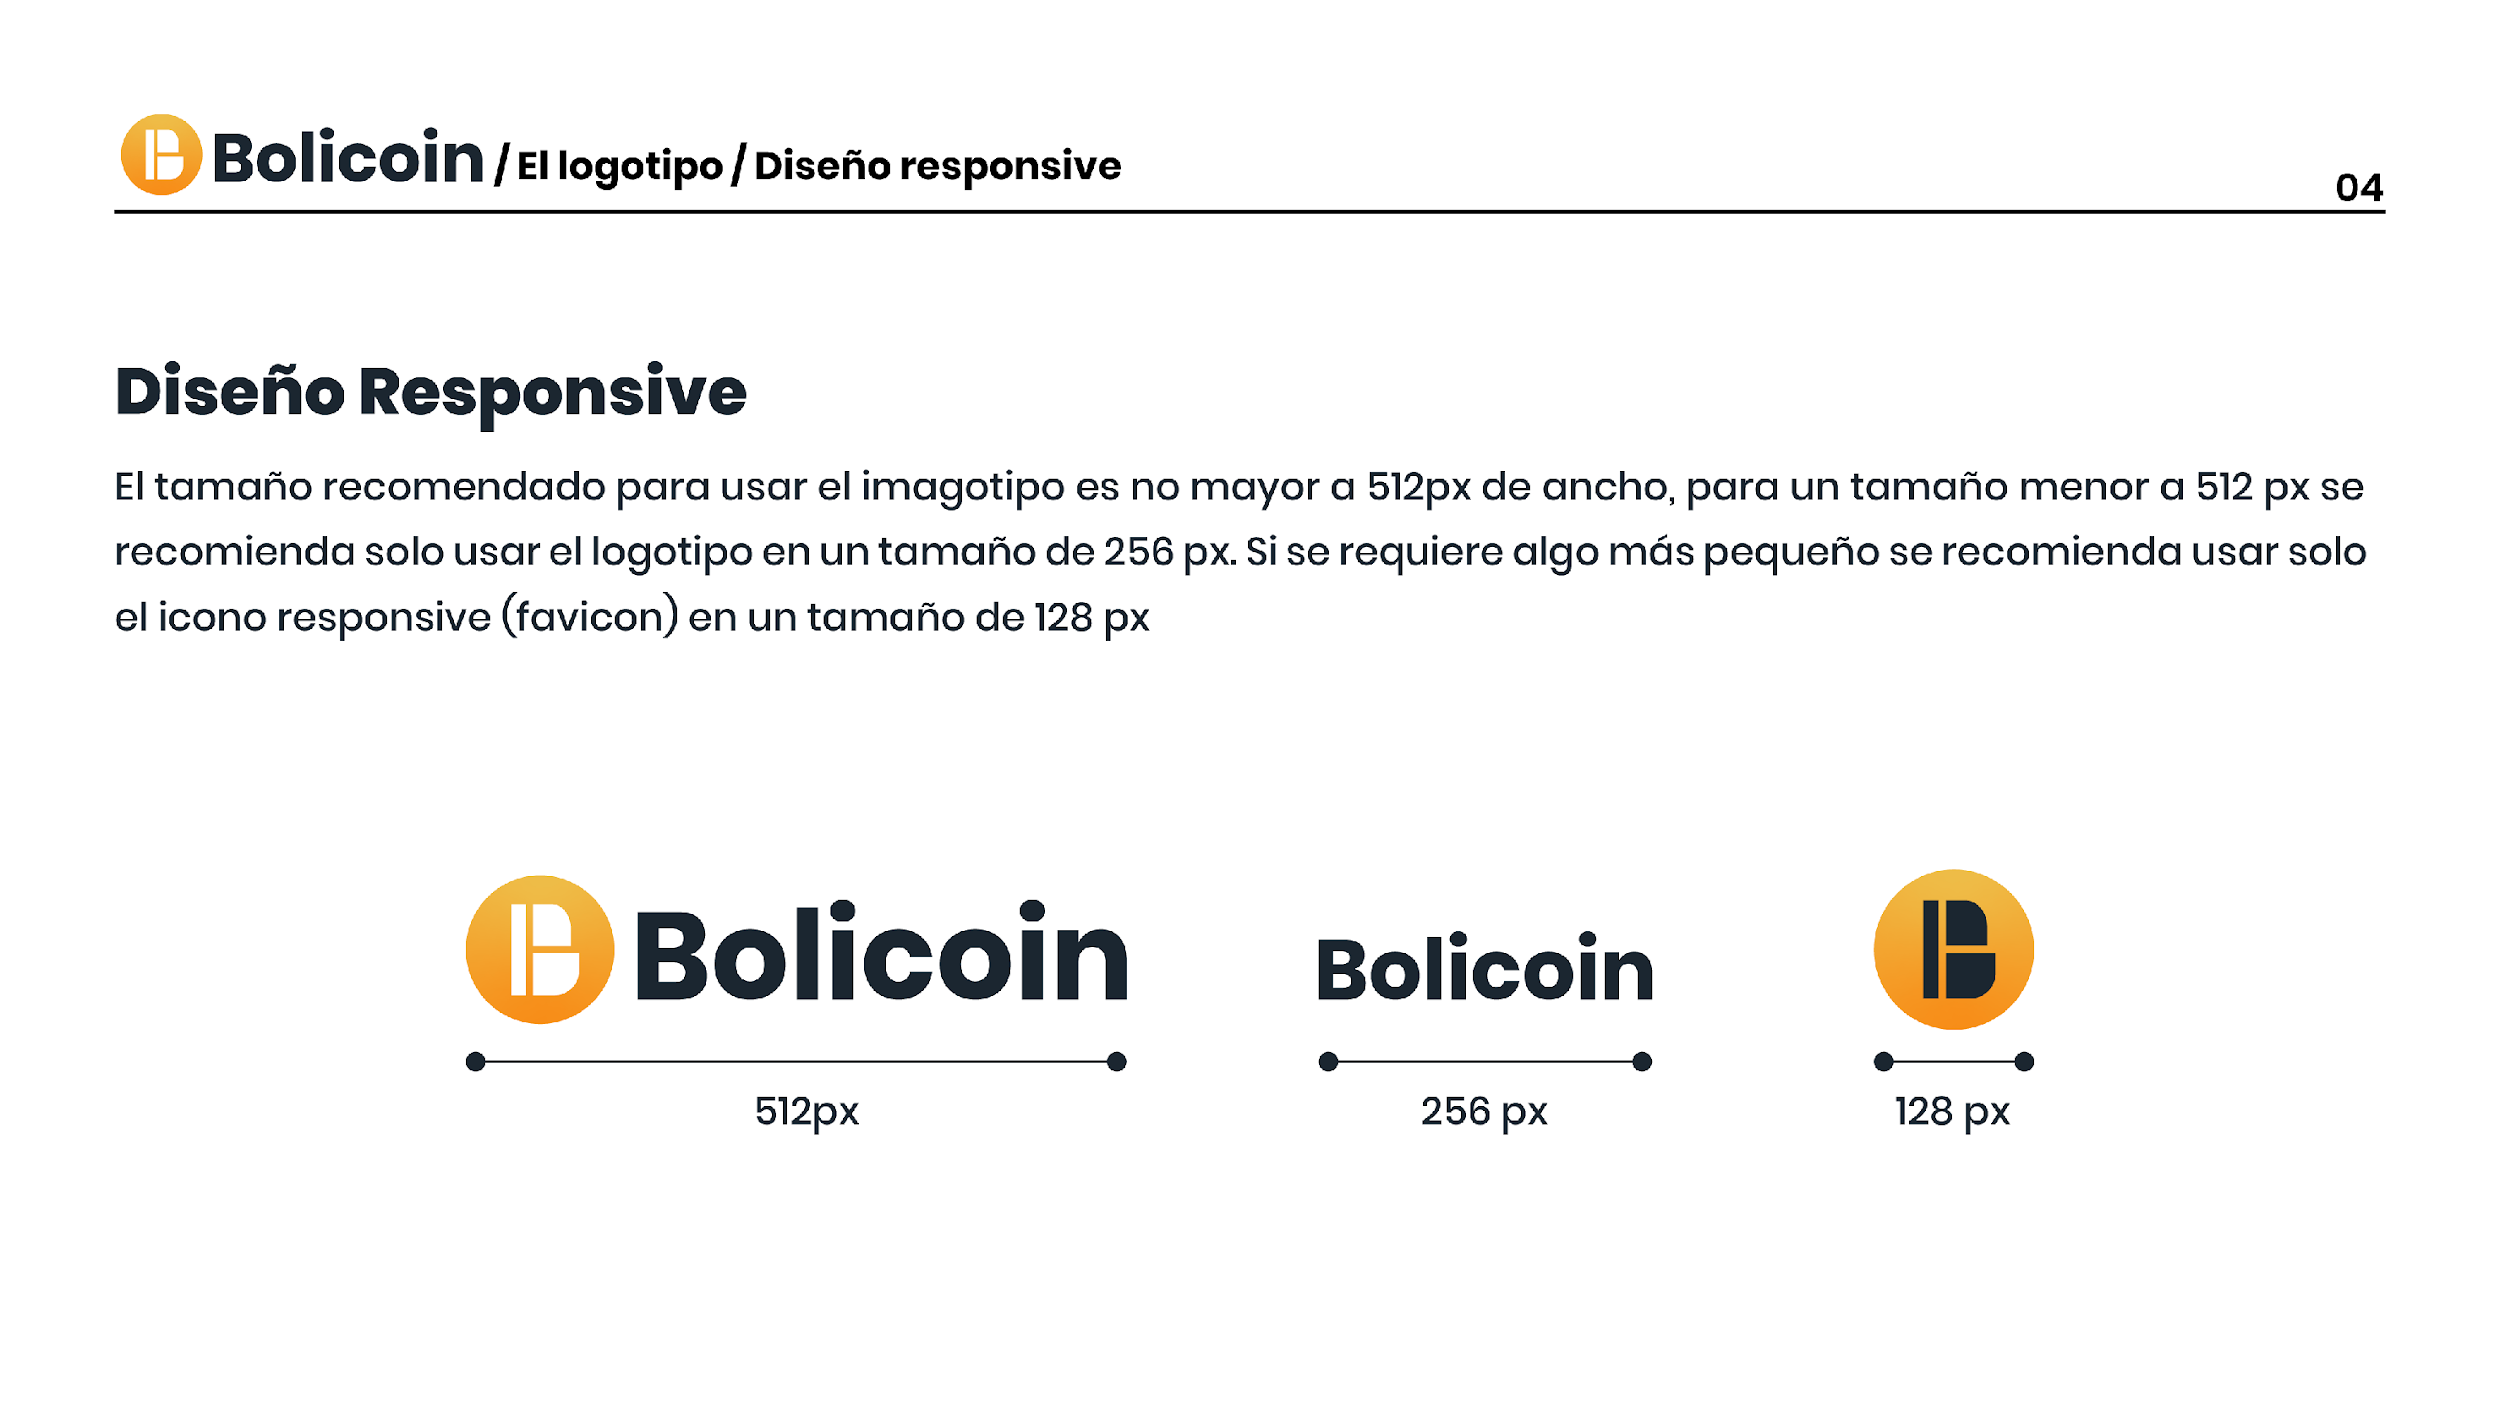 Bolicoin / El logotipo / Diseño responsive
04
Diseño Responsive
El tamaño recomendado para usar el imagotipo es no mayor a 512px de ancho, para un tamaño menor a 512 px se
recomienda solo usar el logotipo en un tamaño de 256 px. Si se requiere algo más pequeño se recomienda usar solo
el icono responsive (favicon) en un tamaño de 128 px
Bolicoin
Bolicoin
512px
256 px
128 px